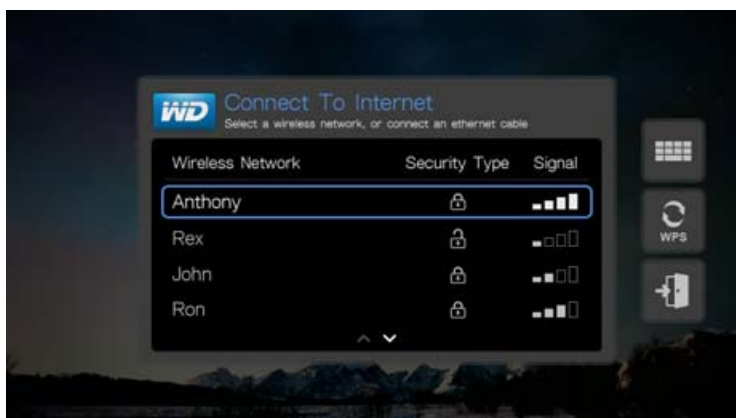 WD Connect To Internet
Select a wireless network, or connect an ethernet cable
Wireless Network Security Type Signal
Anthony
Rex
WPS
John
Ron